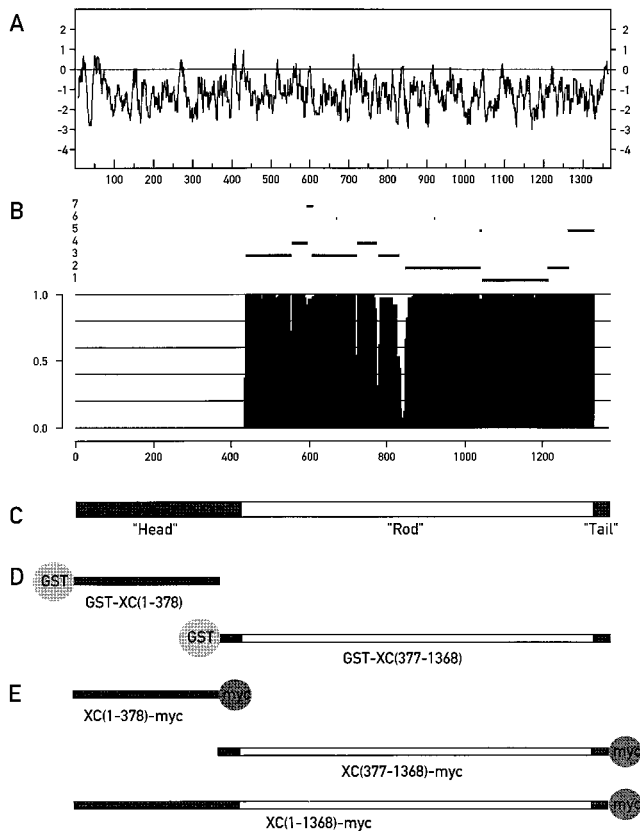 A
2 2
1 1
0 0
-1 -1
-2 -2
-3 -3
-4 -4
100 200 300 400 500 600 700 800 900 1000 1100 1200 1300
B
7
6
5
4
3
2
1
1.0
0.5
0.0
0 200 400 600 800 1000 1200
C
"Head" "Rod" "Tail"
D
GST
GST-XC(1-378)
GST
GST-XC(377-1368)
E
myc
XC(1-378)-myc
myc
XC(377-1368)-myc
myc
XC(1-1368)-myc